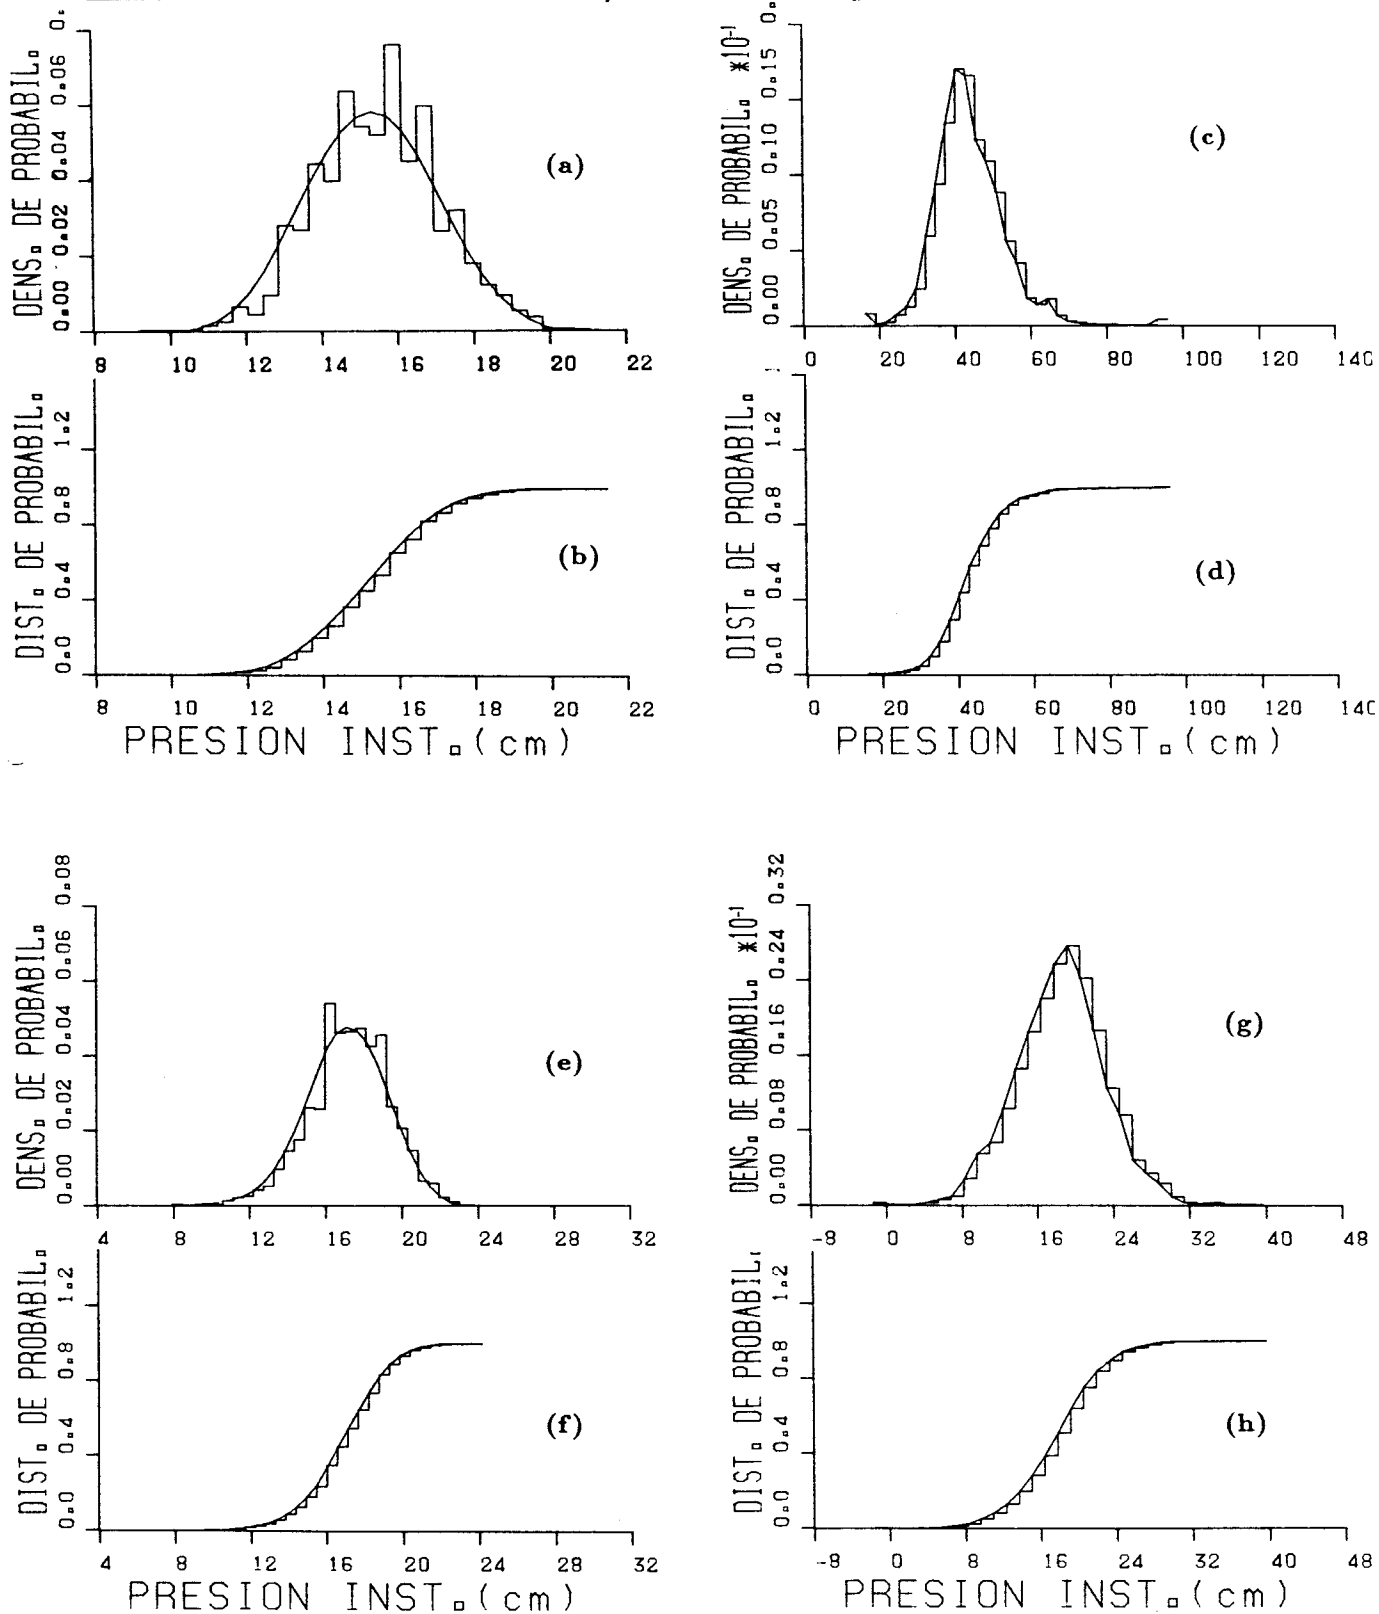 DENS. DE PROBABIL.
0.00 0.02 0.04 0.06 0.
(a)
8 10 12 14 16 18 20 22
DENS. DE PROBABIL. *10-1
0.00 0.05 0.10 0.15 0.
(c)
0 20 40 60 80 100 120 140
DIST. DE PROBABIL.
0.0 0.4 0.8 1.2
(b)
8 10 12 14 16 18 20 22
PRESION INST. (cm)
DIST. DE PROBABIL.
0.0 0.4 0.8 1.2
(d)
0 20 40 60 80 100 120 140
PRESION INST. (cm)
DENS. DE PROBABIL.
0.00 0.02 0.04 0.06 0.08
(e)
4 8 12 16 20 24 28 32
DENS. DE PROBABIL. *10-1
0.00 0.08 0.16 0.24 0.32
(g)
-8 0 8 16 24 32 40 48
DIST. DE PROBABIL.
0.0 0.4 0.8 1.2
(f)
4 8 12 16 20 24 28 32
PRESION INST. (cm)
DIST. DE PROBABIL.
0.0 0.4 0.8 1.2
(h)
-8 0 8 16 24 32 40 48
PRESION INST. (cm)